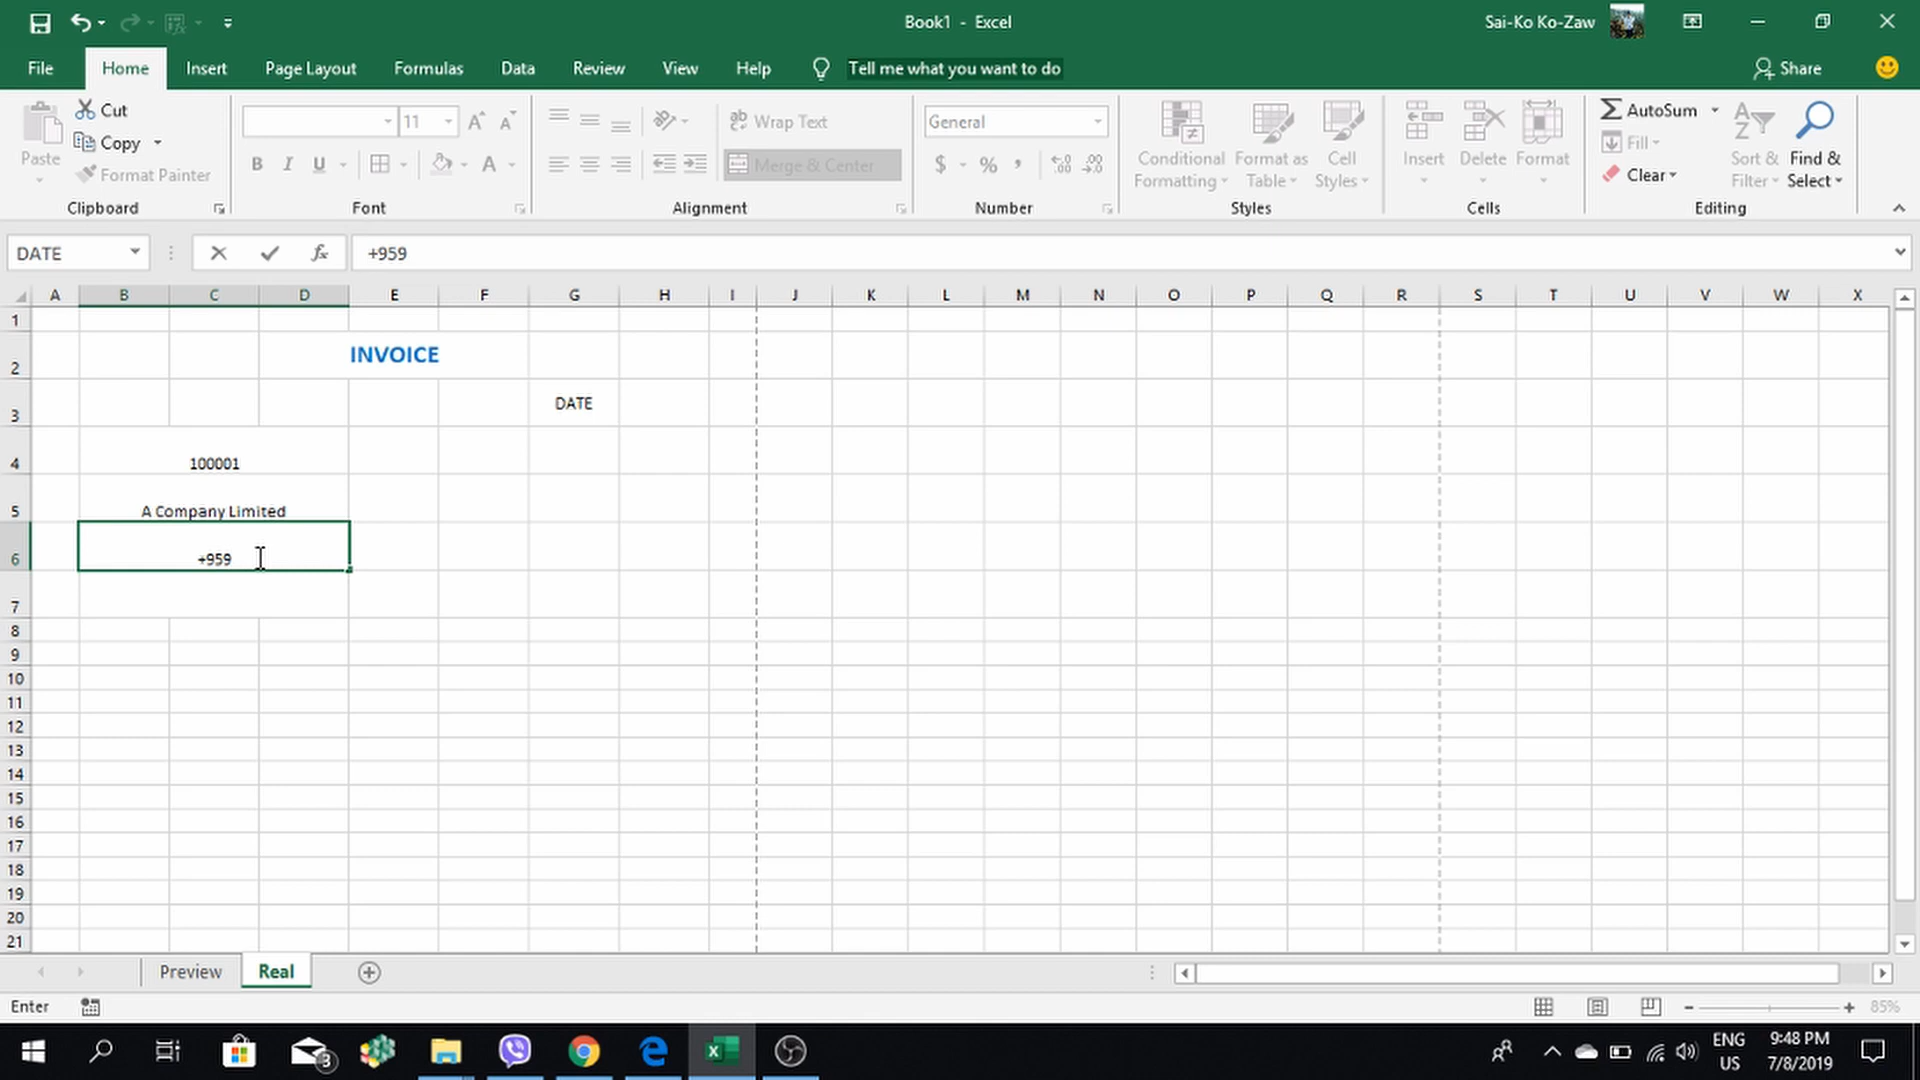 Book1 - Excel
Sai-Ko Ko-Zaw
File Home Insert Page Layout Formulas Data Review View Help Tell me what you want to do Share
Paste
Cut
Copy
Format Painter
Clipboard
11
B I U
Font
ab Wrap Text
Merge & Center
Alignment
General
$ % ,
Number
Conditional Formatting
Format as Table
Cell Styles
Styles
Insert Delete Format
Cells
AutoSum
Fill
Clear
Sort & Filter
Find & Select
Editing
DATE fx +959
A B C D E F G H I J K L M N O P Q R S T U V W X
1
2 INVOICE
3 DATE
4 100001
5 A Company Limited
6 +959
7
8
9
10
11
12
13
14
15
16
17
18
19
20
21
Preview Real
Enter 85%
3
ENG 9:48 PM
US 7/8/2019